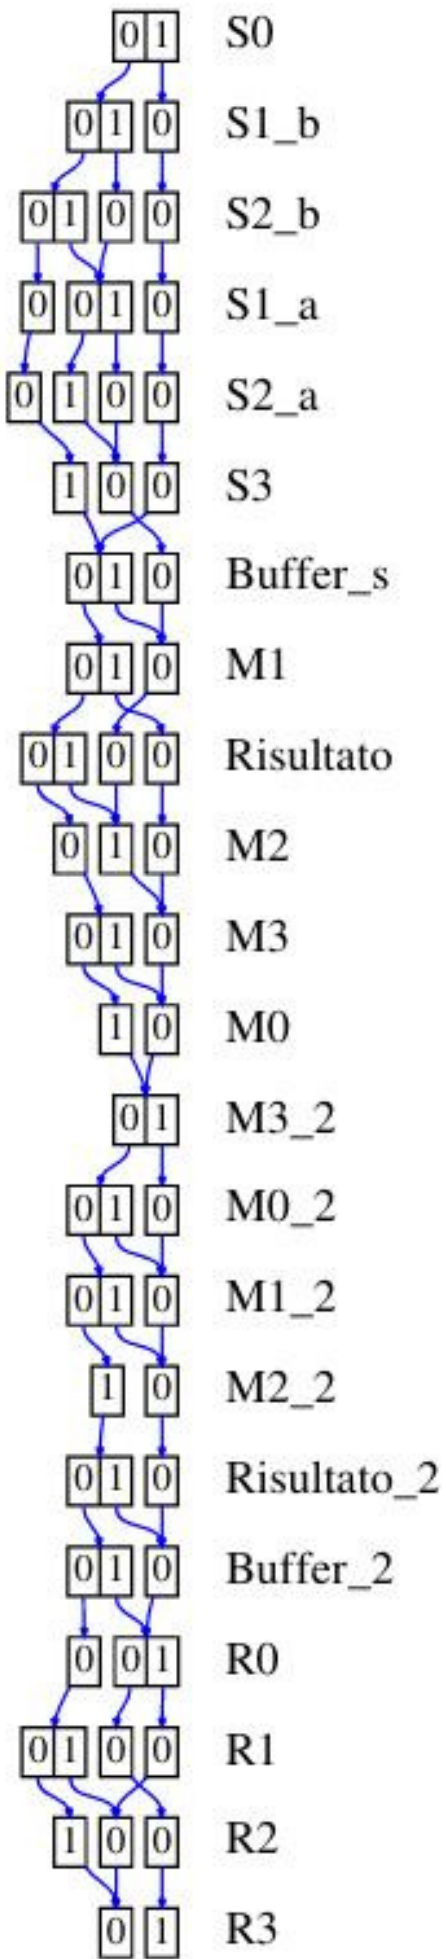 0 1 S0
0 1 0 S1_b
0 1 0 0 S2_b
0 0 1 0 S1_a
0 1 0 0 S2_a
1 0 0 S3
0 1 0 Buffer_s
0 1 0 M1
0 1 0 0 Risultato
0 1 0 M2
0 1 0 M3
1 0 M0
0 1 M3_2
0 1 0 M0_2
0 1 0 M1_2
1 0 M2_2
0 1 0 Risultato_2
0 1 0 Buffer_2
0 0 1 R0
0 1 0 0 R1
1 0 0 R2
0 1 R3